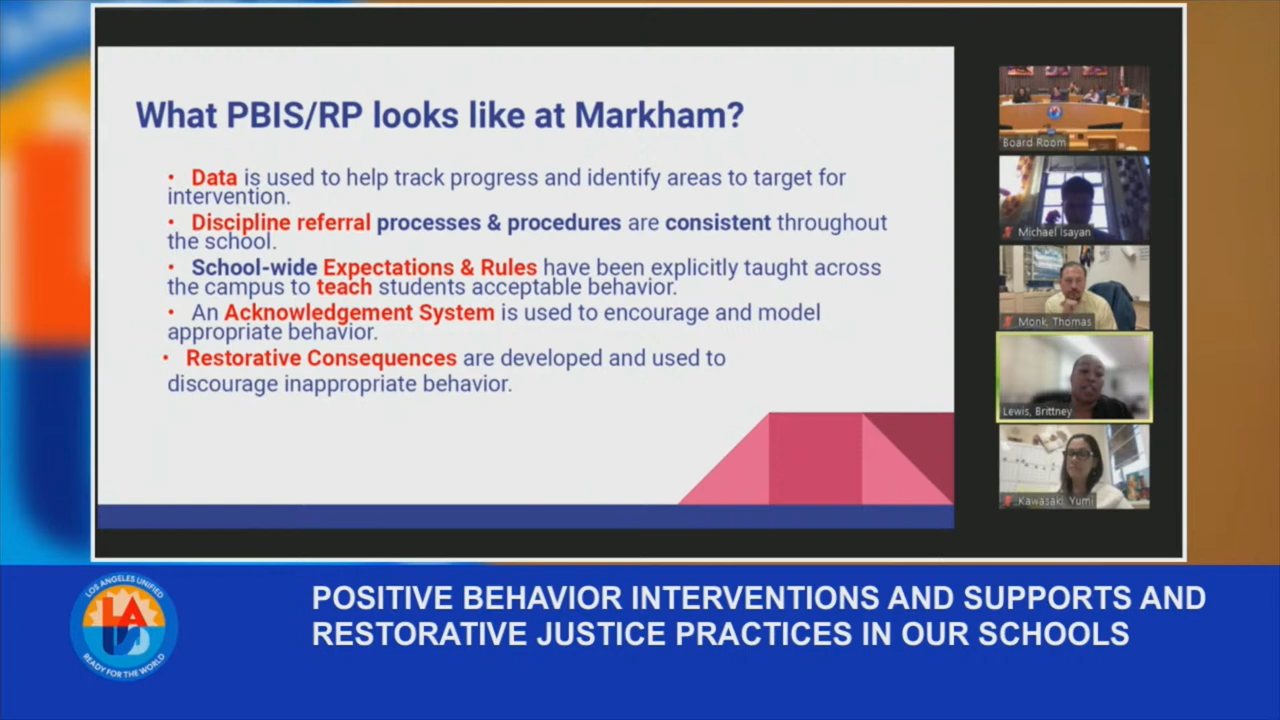 What PBIS/RP looks like at Markham?
• Data is used to help track progress and identify areas to target for
intervention.
• Discipline referral processes & procedures are consistent throughout
the school.
• School-wide Expectations & Rules have been explicitly taught across
the campus to teach students acceptable behavior.
• An Acknowledgement System is used to encourage and model
appropriate behavior.
• Restorative Consequences are developed and used to
discourage inappropriate behavior.
Board Room
Michael Isayan
Monk, Thomas
Lewis, Brittney
Kawasaki, Yumi
LOS ANGELES UNIFIED
LAUSD
READY FOR THE WORLD
POSITIVE BEHAVIOR INTERVENTIONS AND SUPPORTS AND
RESTORATIVE JUSTICE PRACTICES IN OUR SCHOOLS